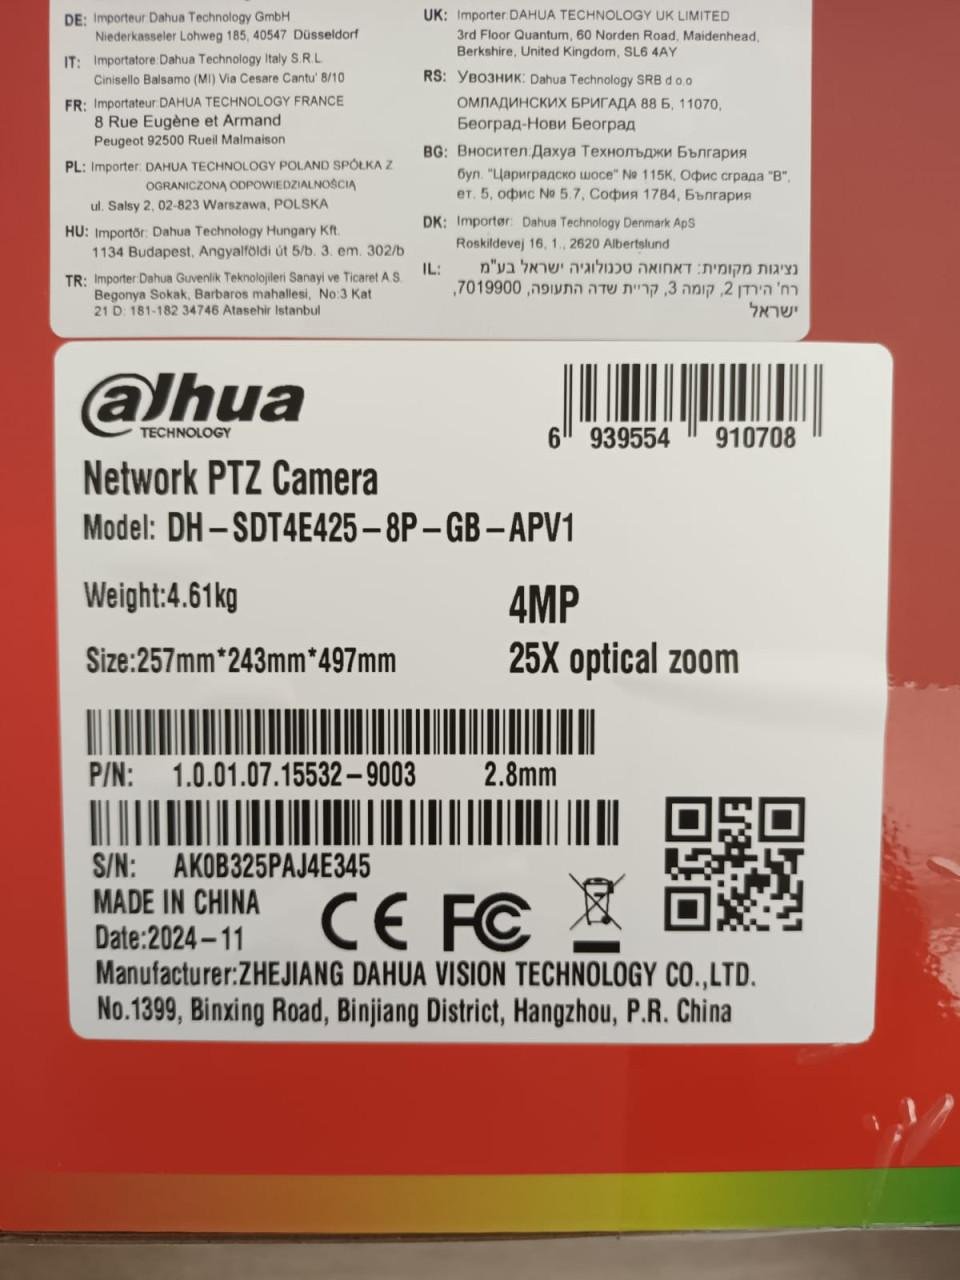 DE: Importeur:Dahua Technology GmbH
Niederkasseler Lohweg 185, 40547 Düsseldorf
IT: Importatore:Dahua Technology Italy S.R.L
Cinisello Balsamo (MI) Via Cesare Cantu' 8/10
FR: Importateur:DAHUA TECHNOLOGY FRANCE
8 Rue Eugène et Armand
Peugeot 92500 Rueil Malmaison
PL: Importer: DAHUA TECHNOLOGY POLAND SPÓŁKA Z
OGRANICZONĄ ODPOWIEDZIALNOŚCIĄ
ul. Salsy 2, 02-823 Warszawa, POLSKA
HU: Importőr: Dahua Technology Hungary Kft.
1134 Budapest, Angyalföldi út 5/b. 3. em. 302/b
TR: Importer:Dahua Guvenlik Teknolojileri Sanayi ve Ticaret A.S.
Begonya Sokak, Barbaros mahallesi, No:3 Kat
21 D: 181-182 34746 Atasehir Istanbul
UK: Importer:DAHUA TECHNOLOGY UK LIMITED
3rd Floor Quantum, 60 Norden Road, Maidenhead,
Berkshire, United Kingdom, SL6 4AY
RS: Увозник: Dahua Technology SRB d.o.o
ОМЛАДИНСКИХ БРИГАДА 88 Б, 11070,
Београд-Нови Београд
BG: Вносител:Дахуа Технолъджи България
бул. "Цариградско шосе" № 115К, Офис сграда "В",
ет. 5, офис № 5.7, София 1784, България
DK: Importør: Dahua Technology Denmark ApS
Roskildevej 16, 1., 2620 Albertslund
IL: נציגות מקומית: דאחואה טכנולוגיה ישראל בע"מ
רח' הירדן 2, קומה 3, קריית שדה התעופה, 7019900,
ישראל
alhua
TECHNOLOGY
6 939554 910708
Network PTZ Camera
Model: DH-SDT4E425-8P-GB-APV1
Weight:4.61kg
4MP
Size:257mm*243mm*497mm
25X optical zoom
P/N: 1.0.01.07.15532-9003 2.8mm
S/N: AK0B325PAJ4E345
MADE IN CHINA
Date:2024-11
CE FC
Manufacturer:ZHEJIANG DAHUA VISION TECHNOLOGY CO.,LTD.
No.1399, Binxing Road, Binjiang District, Hangzhou, P.R. China